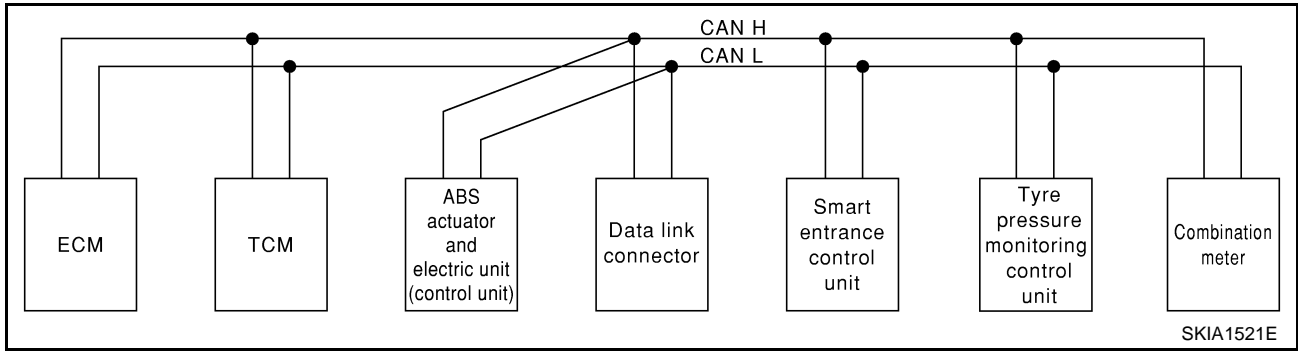 CAN H
CAN L
ECM
TCM
ABS
actuator
and
electric unit
(control unit)
Data link
connector
Smart
entrance
control
unit
Tyre
pressure
monitoring
control
unit
Combination
meter
SKIA1521E